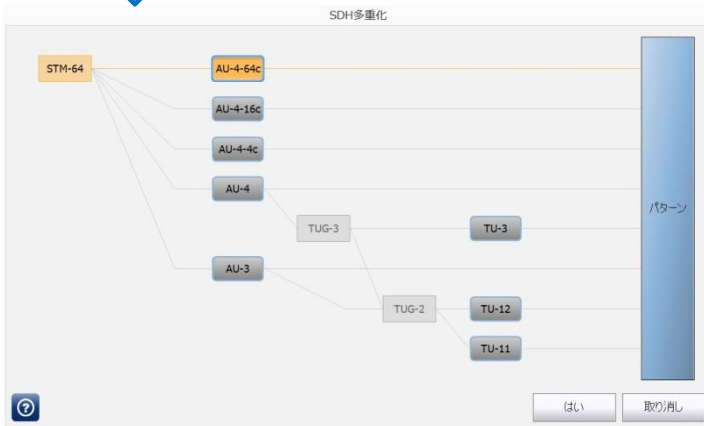 SDH多重化
STM-64
AU-4-64c
AU-4-16c
AU-4-4c
AU-4
パターン
TUG-3
TU-3
AU-3
TUG-2
TU-12
TU-11
?
はい
取り消し